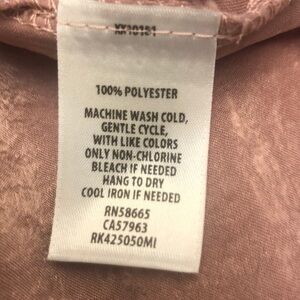 100% POLYESTER
MACHINE WASH COLD,
GENTLE CYCLE,
WITH LIKE COLORS
ONLY NON-CHLORINE
BLEACH IF NEEDED
HANG TO DRY
COOL IRON IF NEEDED
RN58665
CA57963
RK425050MI